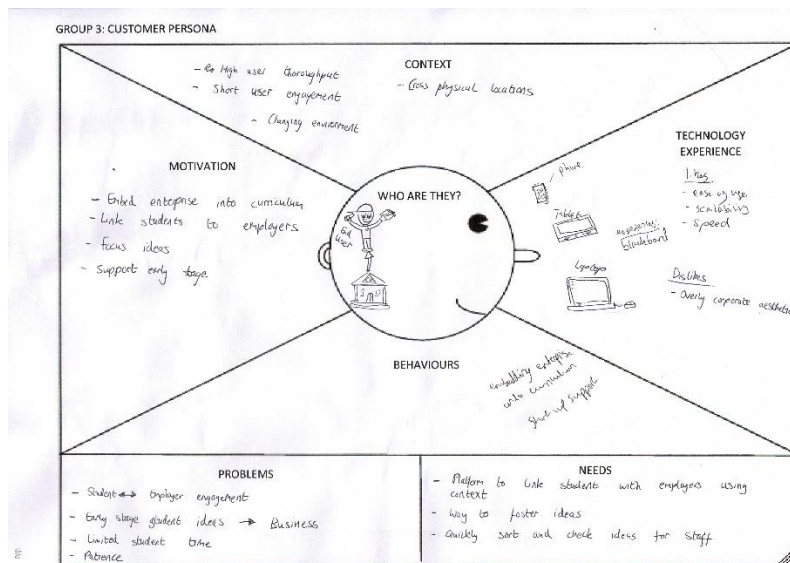 GROUP 3: CUSTOMER PERSONA
CONTEXT
- High user thoroughput
- Short user engagement
- Changing environment
- Cross physical locations
MOTIVATION
- Embed enterprise into curriculum
- Link students to employers
- Focus ideas
- Support early stage
WHO ARE THEY?
User
TECHNOLOGY
EXPERIENCE
phone
Tablet
blackboard
Likes
- ease of use
- scalability
- speed
Dislikes
- Overly corporate aesthetic
BEHAVIOURS
embedding enterprise
into curriculum
Start up support
PROBLEMS
- Student ↔ Employer engagement
- Early stage student ideas → Business
- Limited student time
- Patience
NEEDS
- Platform to link student with employers using
context
- Way to foster ideas
- Quickly sort and check ideas for staff